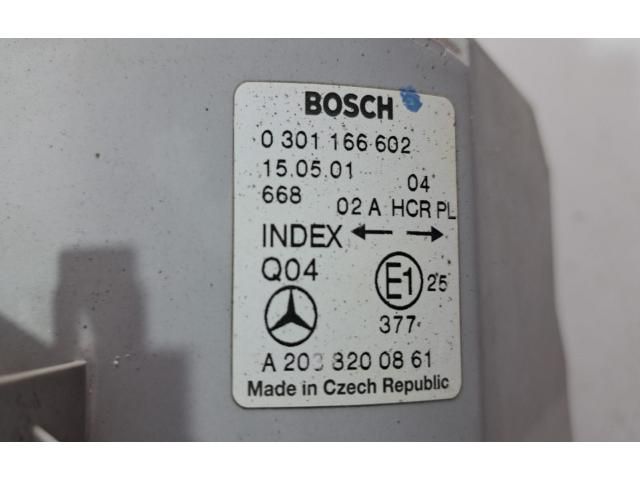 BOSCH
0 301 166 602
15.05.01
04
668
02 A HCR PL
INDEX
Q04
E1 25
377
A 203 820 08 61
Made in Czech Republic